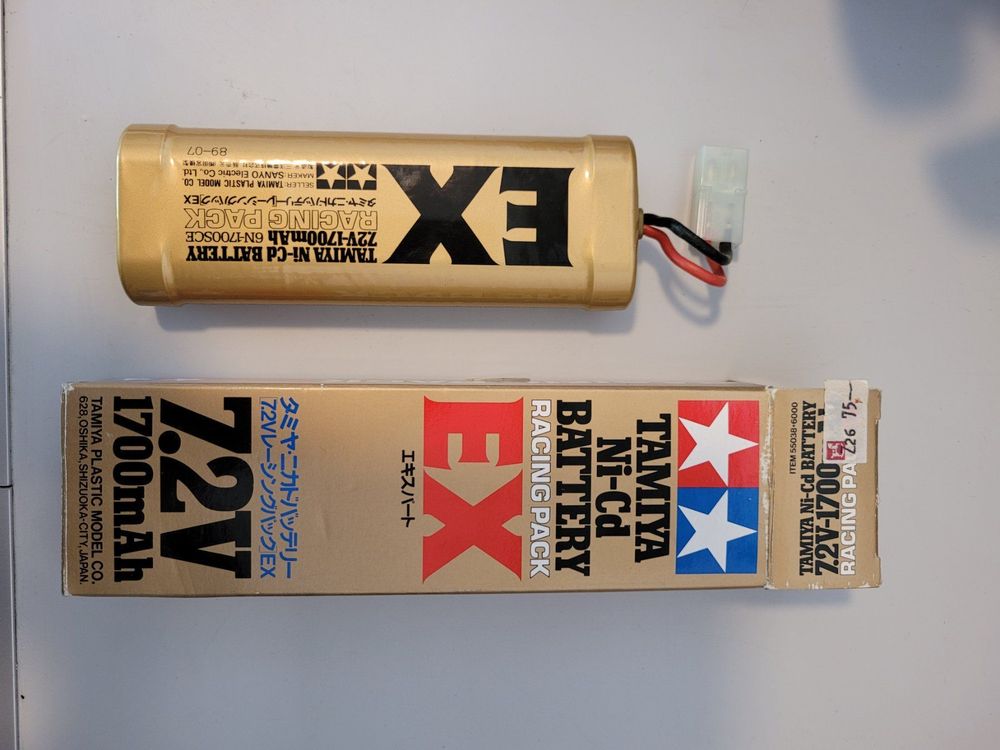 EX
TAMIYA Ni-Cd BATTERY
7.2V-1700mAh 6N-1700SCE
RACING PACK
タミヤ・ニカドバッテリー(レーシングパック)EX
SELLER: TAMIYA PLASTIC MODEL CO.
MAKER: SANYO Electric Co., Ltd.
89-07
ITEM 55038•6000
TAMIYA Ni-Cd BATTERY
7.2V-1700
RACING PA
26 75
TAMIYA
Ni-Cd
BATTERY
RACING PACK
EX
エキスパート
タミヤ・ニカドバッテリー
7.2Vレーシングパック EX
7.2V
1700mAh
TAMIYA PLASTIC MODEL CO.
628,OSHIKA,SHIZUOKA-CITY,JAPAN.